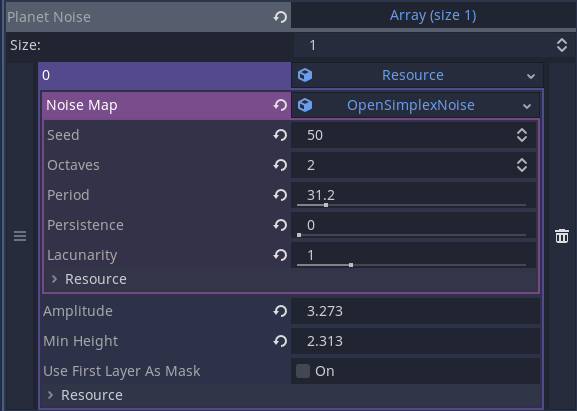 Planet Noise Array (size 1)
Size: 1
0 Resource
Noise Map OpenSimplexNoise
Seed 50
Octaves 2
Period 31.2
Persistence 0
Lacunarity 1
Resource
Amplitude 3.273
Min Height 2.313
Use First Layer As Mask On
Resource